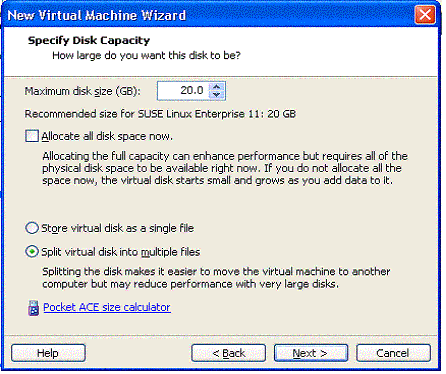 New Virtual Machine Wizard
Specify Disk Capacity
How large do you want this disk to be?
Maximum disk size (GB): 20.0
Recommended size for SUSE Linux Enterprise 11: 20 GB
Allocate all disk space now.
Allocating the full capacity can enhance performance but requires all of the
physical disk space to be available right now. If you do not allocate all the
space now, the virtual disk starts small and grows as you add data to it.
Store virtual disk as a single file
Split virtual disk into multiple files
Splitting the disk makes it easier to move the virtual machine to another
computer but may reduce performance with very large disks.
Pocket ACE size calculator
Help < Back Next > Cancel